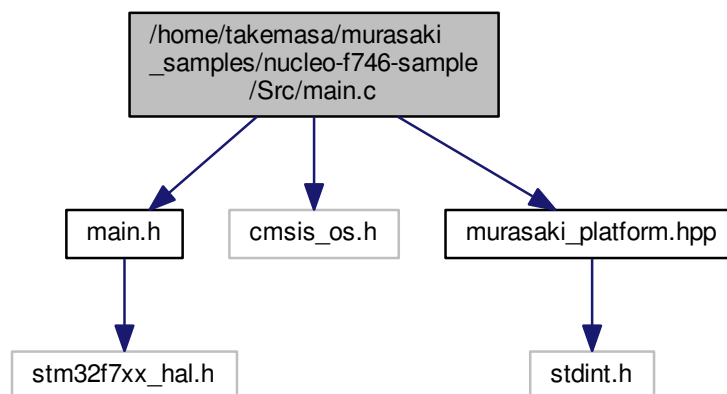 /home/takemasa/murasaki
_samples/nucleo-f746-sample
/Src/main.c
main.h
cmsis_os.h
murasaki_platform.hpp
stm32f7xx_hal.h
stdint.h